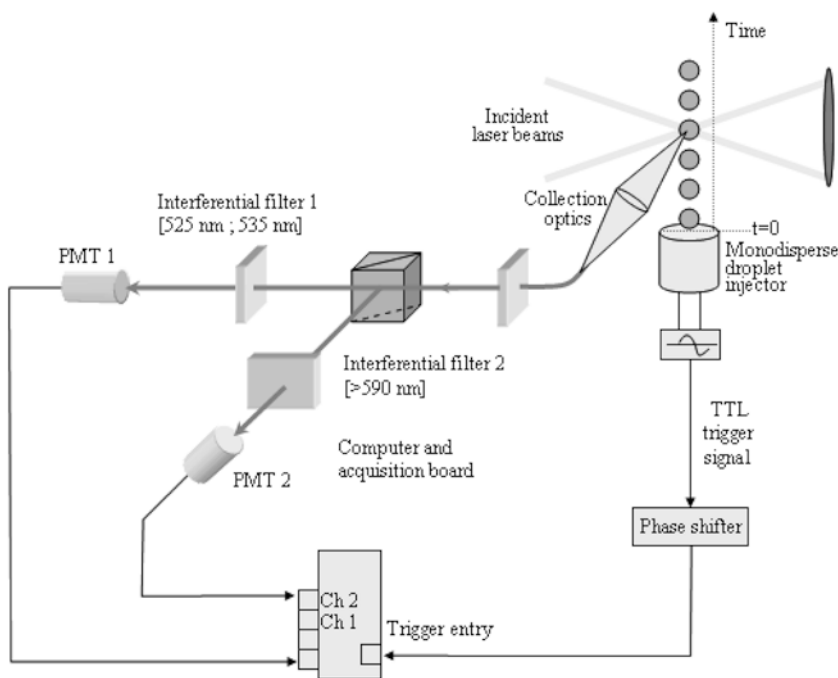 Time
Incident
laser beams
Collection
optics
t=0
Monodisperse
droplet
injector
Interferential filter 1
[525 nm ; 535 nm]
PMT 1
Interferential filter 2
[>590 nm]
Computer and
acquisition board
PMT 2
TTL
trigger
signal
Phase shifter
Ch 2
Ch 1
Trigger entry